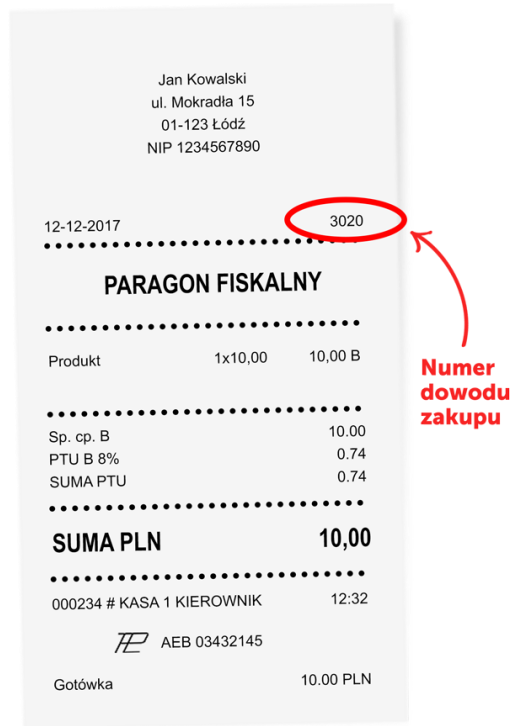 Jan Kowalski
ul. Mokradła 15
01-123 Łódź
NIP 1234567890
12-12-2017 3020
PARAGON FISKALNY
Produkt 1x10,00 10,00 B
Numer
dowodu
zakupu
Sp. cp. B 10.00
PTU B 8% 0.74
SUMA PTU 0.74
SUMA PLN 10,00
000234 # KASA 1 KIEROWNIK 12:32
AEB 03432145
Gotówka 10.00 PLN